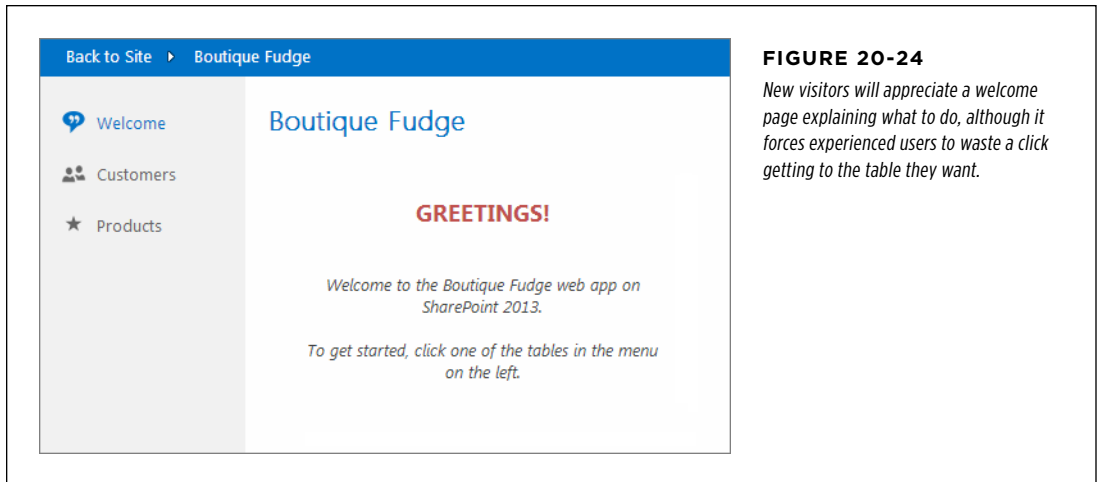 Back to Site ▸ Boutique Fudge
Welcome
Customers
Products
Boutique Fudge
GREETINGS!
Welcome to the Boutique Fudge web app on
SharePoint 2013.
To get started, click one of the tables in the menu
on the left.
FIGURE 20-24
New visitors will appreciate a welcome
page explaining what to do, although it
forces experienced users to waste a click
getting to the table they want.